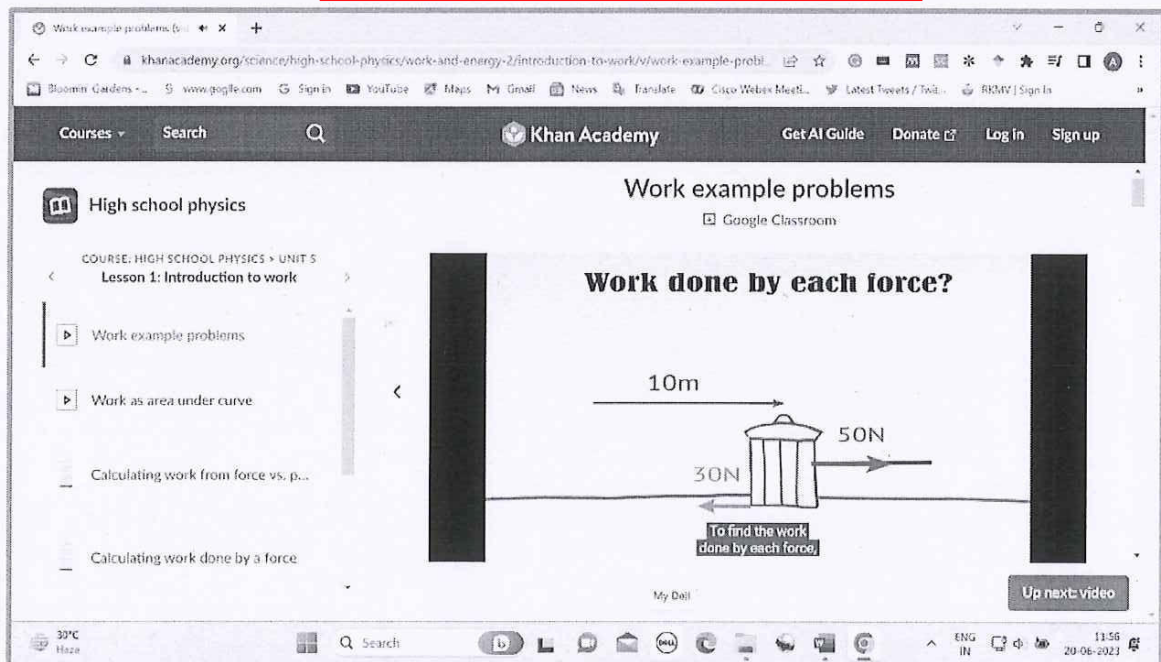 Work example problems (v
khanacademy.org/science/high-school-physics/work-and-energy-2/introduction-to-work/v/work-example-probl...
Bloomin Gardens -... www.goglle.com Sign in YouTube Maps Gmail News Translate Cisco Webex Meeti... Latest Tweets / Twit... RKMV | Sign In
Courses Search Khan Academy Get AI Guide Donate Log in Sign up
High school physics
COURSE: HIGH SCHOOL PHYSICS > UNIT 5
Lesson 1: Introduction to work
Work example problems
Work as area under curve
Calculating work from force vs. p...
Calculating work done by a force
Work example problems
Google Classroom
Work done by each force?
10m
50N
30N
To find the work
done by each force,
My Dell
Up next: video
30°C
Haze
Search
ENG
IN
13:56
20-06-2023